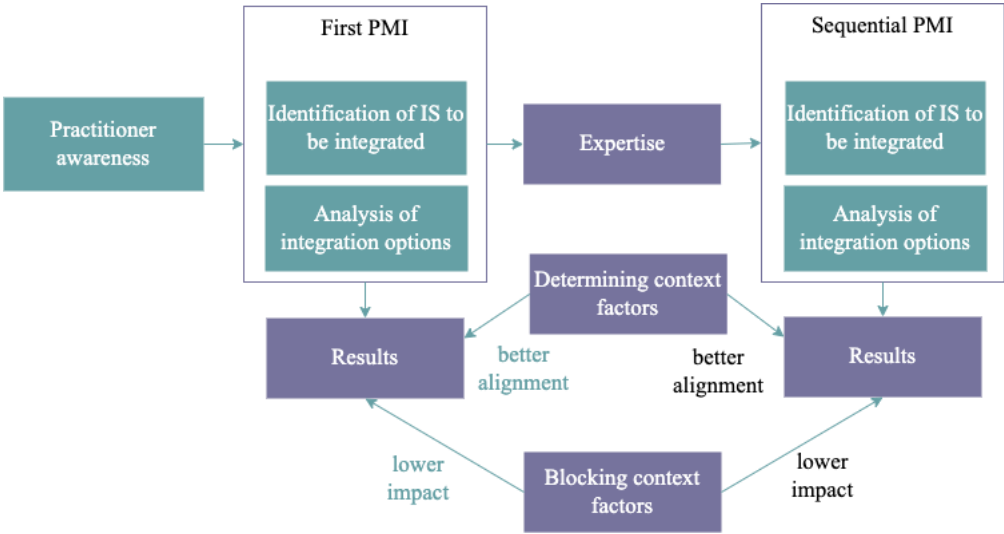 First PMI
Sequential PMI
Identification of IS to
be integrated
Identification of IS to
be integrated
Practitioner
awareness
Expertise
Analysis of
integration options
Analysis of
integration options
Determining context
factors
Results
Results
better
alignment
better
alignment
lower
impact
Blocking context
factors
lower
impact